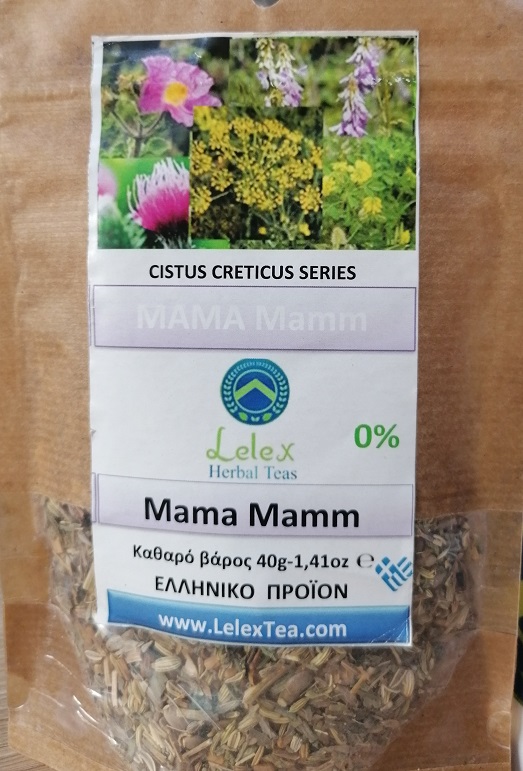 CISTUS CRETICUS SERIES
MAMA Mamm
Lelex
Herbal Teas
0%
Mama Mamm
Καθαρό βάρος 40g-1,41oz ℮
ΕΛΛΗΝΙΚΟ ΠΡΟΪΟΝ
www.LelexTea.com